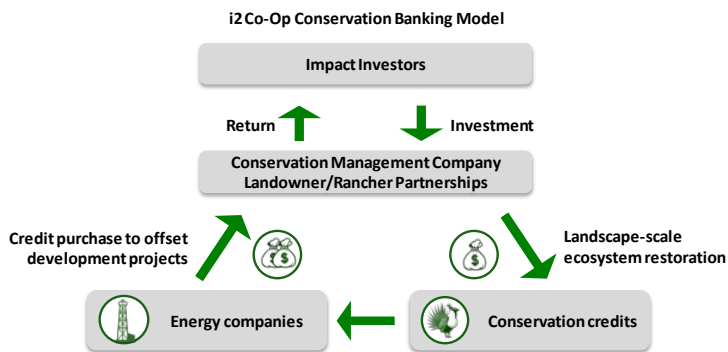 i2 Co-Op Conservation Banking Model
Impact Investors
Return
Investment
Conservation Management Company
Landowner/Rancher Partnerships
Credit purchase to offset
development projects
$ $
$
Landscape-scale
ecosystem restoration
Energy companies
Conservation credits